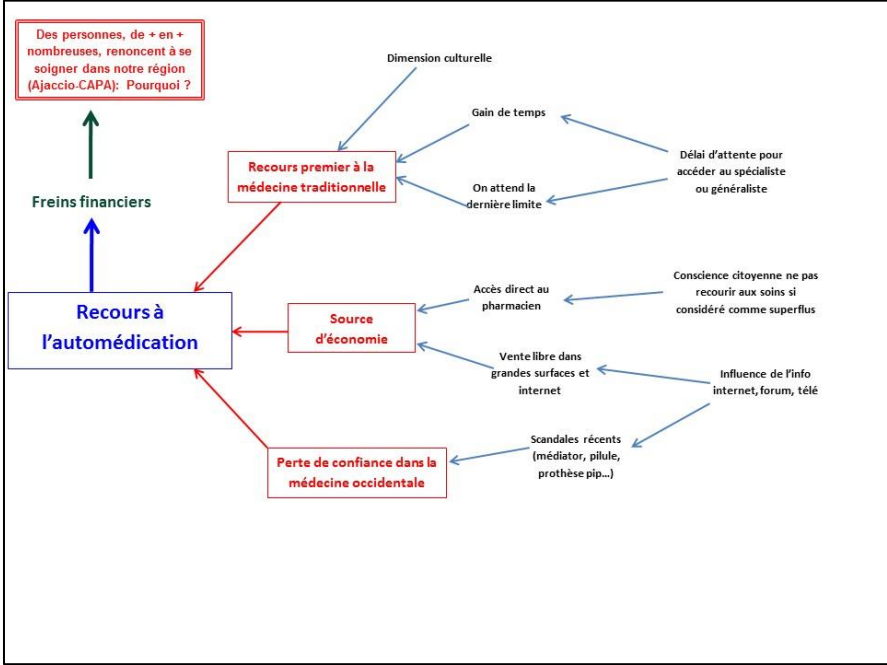 Des personnes, de + en +
nombreuses, renoncent à se
soigner dans notre région
(Ajaccio-CAPA): Pourquoi ?
Dimension culturelle
Gain de temps
Recours premier à la
médecine traditionnelle
Délai d'attente pour
accéder au spécialiste
ou généraliste
On attend la
dernière limite
Freins financiers
Recours à
l'automédication
Accès direct au
pharmacien
Conscience citoyenne ne pas
recourir aux soins si
considéré comme superflus
Source
d'économie
Vente libre dans
grandes surfaces et
internet
Influence de l'info
internet, forum, télé
Scandales récents
(médiator, pilule,
prothèse pip...)
Perte de confiance dans la
médecine occidentale